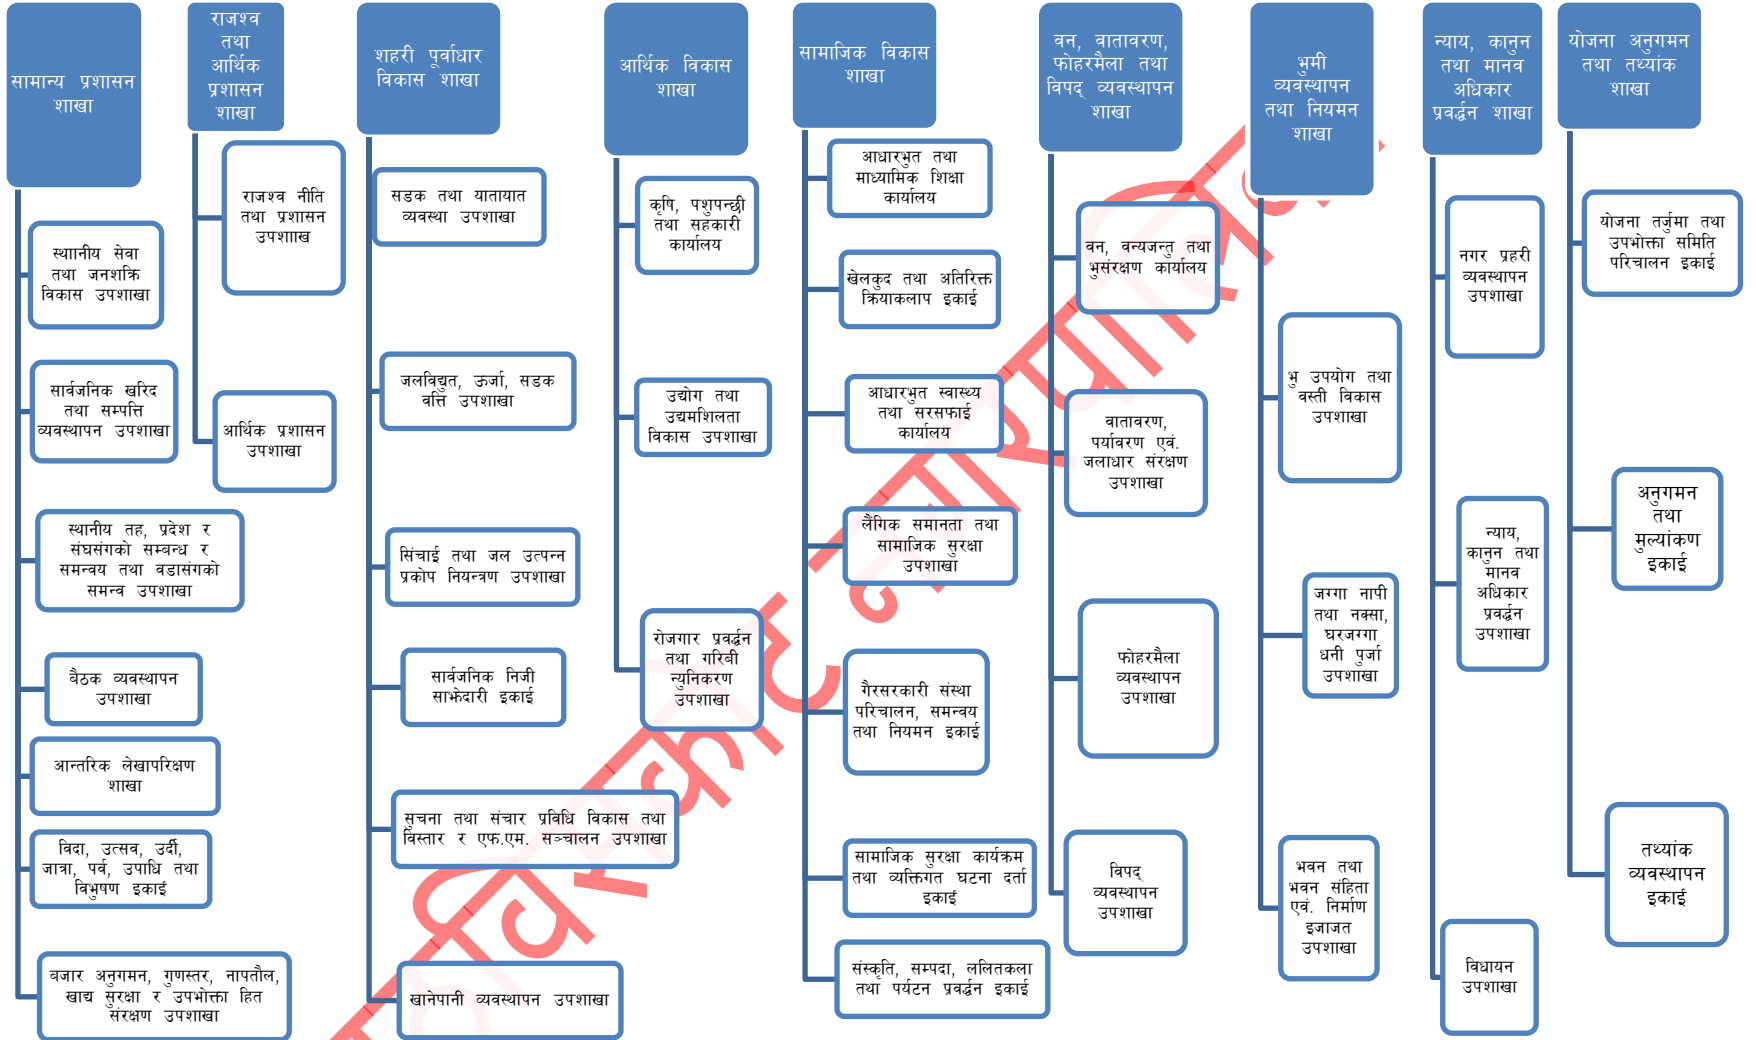 सामान्य प्रशासन
शाखा
स्थाानीय सेवा
तथा जनशक्ति
विकास उपशाखा
सार्वजनिक खरिद
तथा सम्पत्ति
व्यवस्थापन उपशाखा
स्थानीय तह, प्रदेश र
संघसंगको सम्बन्ध र
समन्वय तथा वडासंगको
समन्व उपशाखा
बैठक व्यवस्थापन
उपशाखा
आन्तरिक लेखापरिक्षण
शाखा
विदा, उत्सव, उर्दी,
जात्रा, पर्व, उपाधि तथा
विभुषण इकाई
बजार अनुगमन, गुणस्तर, नापतौल,
खाद्य सुरक्षा र उपभोक्ता हित
संरक्षण उपशाखा
राजश्व
तथा
आर्थिक
प्रशासन
शाखा
राजश्व नीति
तथा प्रशासन
उपशााख
आर्थिक प्रशासन
उपशाखा
शहरी पूर्वाधार
विकास शाखा
सडक तथा यातायात
व्यवस्था उपशाखा
जलविद्युत, ऊर्जा, सडक
वत्ति उपशाखा
सिंचाई तथा जल उत्पन्न
प्रकोप नियन्त्रण उपशाखा
सार्वजनिक निजी
साझेदारी इकाई
सुचना तथा संचार प्रविधि विकास तथा
विस्तार र एफ.एम. सञ्चालन उपशाखा
खानेपानी व्यवस्थापन उपशाखा
आर्थिक विकास
शाखा
कृषि, पशुपन्छी
तथा सहकारी
कार्यालय
उद्योग तथा
उद्यमशिलता
विकास उपशाखा
रोजगार प्रवर्द्धन
तथा गरिबी
न्युनिकरण
उपशाखा
सामाजिक विकास
शाखा
आधारभुत तथा
माध्यामिक शिक्षा
कार्यालय
खेलकुद तथा अतिरिक्त
क्रियाकलाप इकाई
आधारभुत स्वास्थ्य
तथा सरसफाई
कार्यालय
लैंगिक समानता तथा
सामाजिक सुरक्षा
उपशाखा
गैरसरकारी संस्था
परिचालन, समन्वय
तथा नियमन इकाई
सामाजिक सुरक्षा कार्यक्रम
तथा व्यक्तिगत घटना दर्ता
इकाई
संस्कृति, सम्पदा, ललितकला
तथा पर्यटन प्रवर्द्धन इकाई
वन, वातावरण,
फोहरमैला तथा
विपद् व्यवस्थापन
शाखा
वन, वन्यजन्तु तथा
भुसंरक्षण कार्यालय
वातावरण,
पर्यावरण एवं.
जलाधार संरक्षण
उपशाखा
फोहरमैला
व्यवस्थापन
उपशाखा
विपद्
व्यवस्थापन
उपशाखा
भुमी
व्यवस्थापन
तथा नियमन
शाखा
भु उपयोग तथा
वस्ती विकास
उपशाखा
जग्गा नापी
तथा नक्सा,
घरजग्गा
धनी पुर्जा
उपशाखा
भवन तथा
भवन संहिता
एवं. निर्माण
इजाजत
उपशाखा
न्याय, कानुन
तथा मानव
अधिकार
प्रवर्द्धन शाखा
नगर प्रहरी
व्यवस्थापन
उपशाखा
न्याय,
कानुन तथा
मानव
अधिकार
प्रवर्द्धन
उपशाखा
विधायन
उपशाखा
योजना अनुगमन
तथा तथ्यांक
शाखा
योजना तर्जुमा तथा
उपभोक्ता समिति
परिचालन इकाई
अनुगमन
तथा
मुल्यांकण
इकाई
तथ्यांक
व्यवस्थापन
इकाई